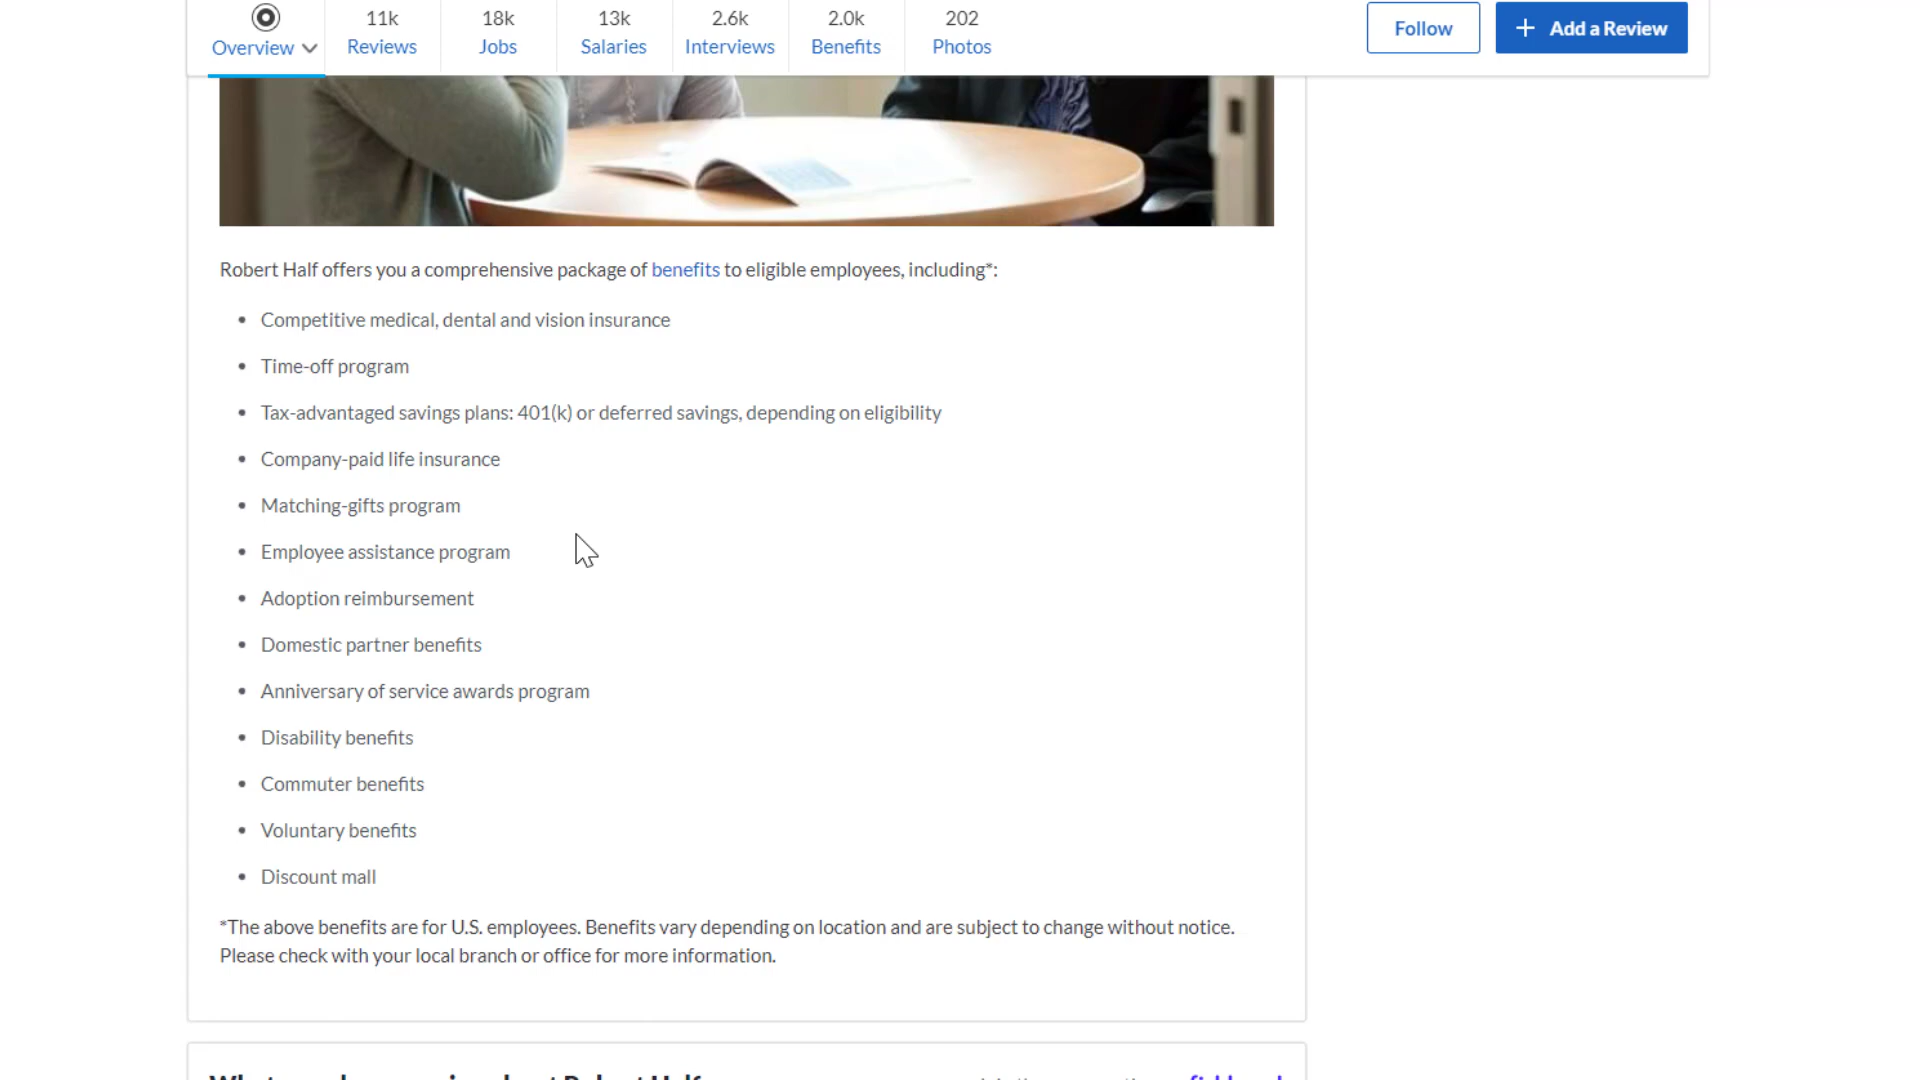 11k 18k 13k 2.6k 2.0k 202
Overview Reviews Jobs Salaries Interviews Benefits Photos
Follow
+ Add a Review
Robert Half offers you a comprehensive package of benefits to eligible employees, including*:
• Competitive medical, dental and vision insurance
• Time-off program
• Tax-advantaged savings plans: 401(k) or deferred savings, depending on eligibility
• Company-paid life insurance
• Matching-gifts program
• Employee assistance program
• Adoption reimbursement
• Domestic partner benefits
• Anniversary of service awards program
• Disability benefits
• Commuter benefits
• Voluntary benefits
• Discount mall
*The above benefits are for U.S. employees. Benefits vary depending on location and are subject to change without notice.
Please check with your local branch or office for more information.
Robert Half